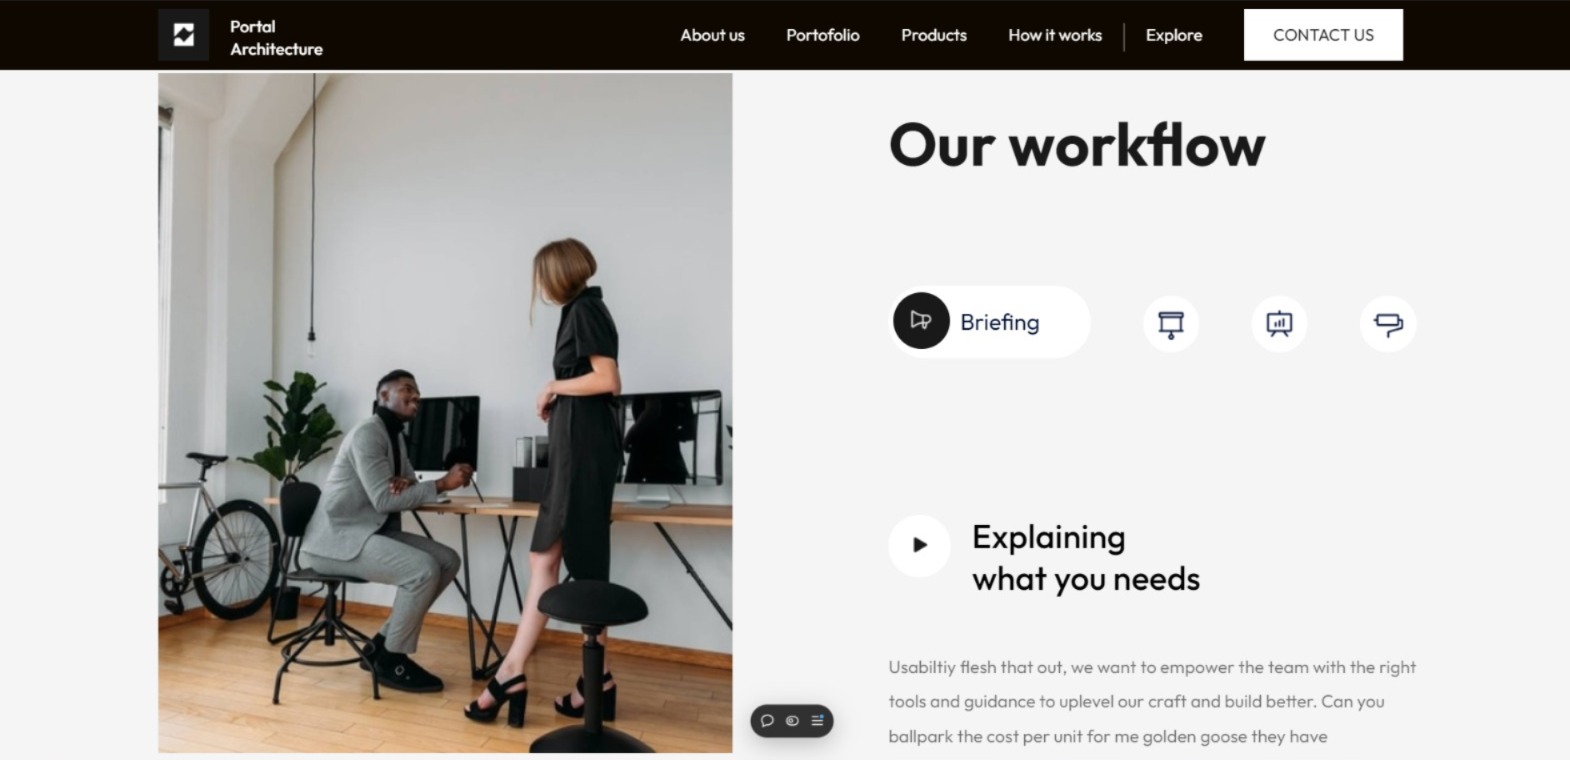 Portal
Architecture
About us
Portofolio
Products
How it works
Explore
CONTACT US
Our workflow
Briefing
Explaining
what you needs
Usabiltiy flesh that out, we want to empower the team with the right
tools and guidance to uplevel our craft and build better. Can you
ballpark the cost per unit for me golden goose they have